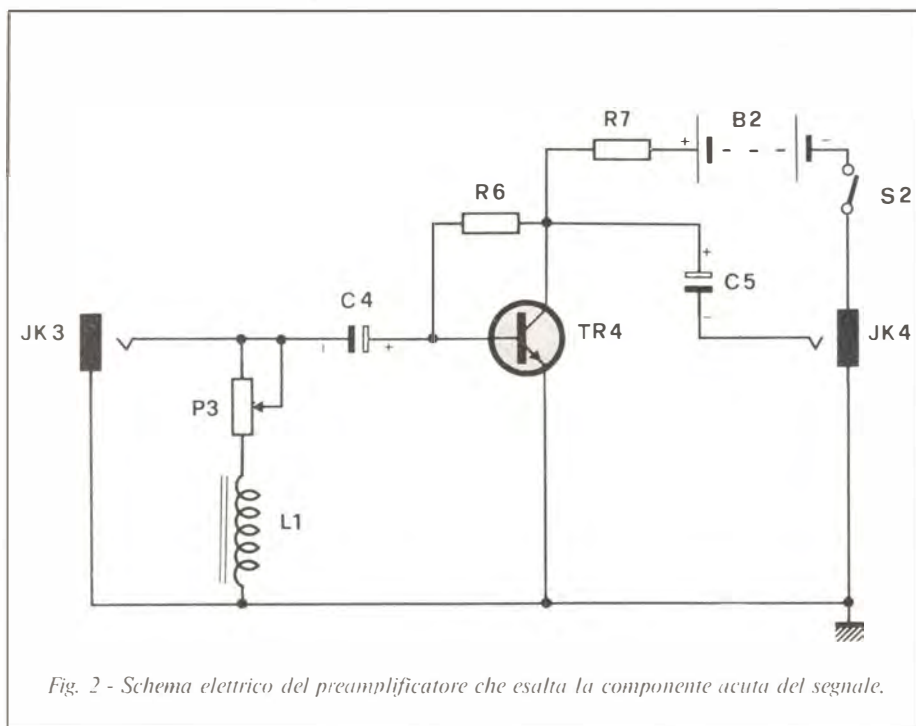 R7
+
B2
-
S2
R6
+
C5
-
C4
-
+
TR4
JK3
JK4
P3
L1
Fig. 2 - Schema elettrico del preamplificatore che esalta la componente acuta del segnale.